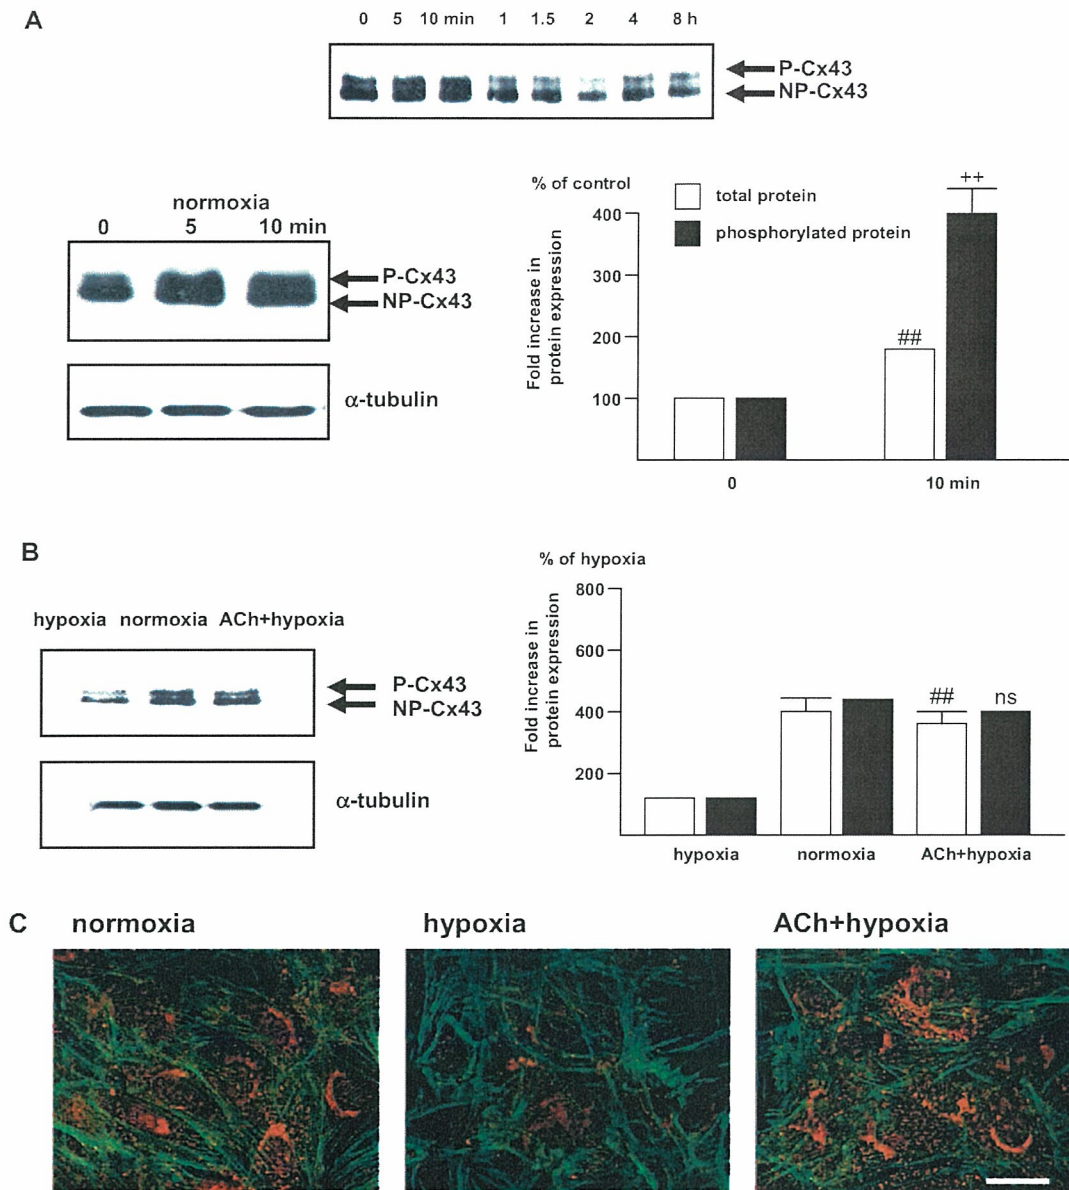 A
0 5 10 min 1 1.5 2 4 8 h
P-Cx43
NP-Cx43
normoxia
0 5 10 min
P-Cx43
NP-Cx43
α-tubulin
% of control
total protein
phosphorylated protein
Fold increase in
protein expression
400
300
200
100
##
++
0 10 min
B
hypoxia normoxia ACh+hypoxia
P-Cx43
NP-Cx43
α-tubulin
% of hypoxia
Fold increase in
protein expression
800
600
400
200
## ns
hypoxia normoxia ACh+hypoxia
C normoxia hypoxia ACh+hypoxia